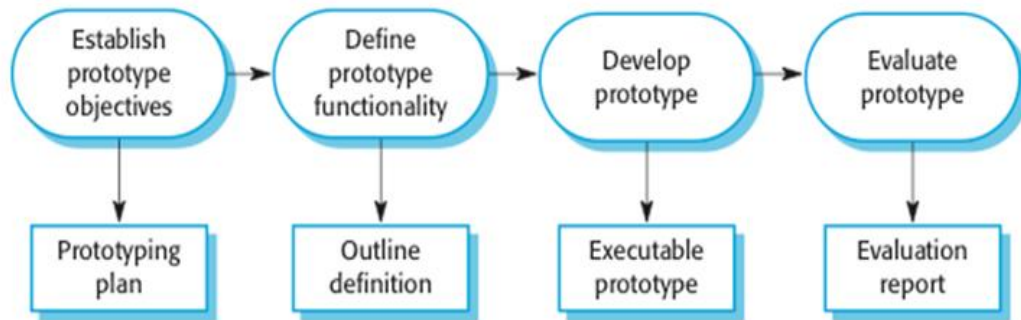 Establish
prototype
objectives
Define
prototype
functionality
Develop
prototype
Evaluate
prototype
Prototyping
plan
Outline
definition
Executable
prototype
Evaluation
report